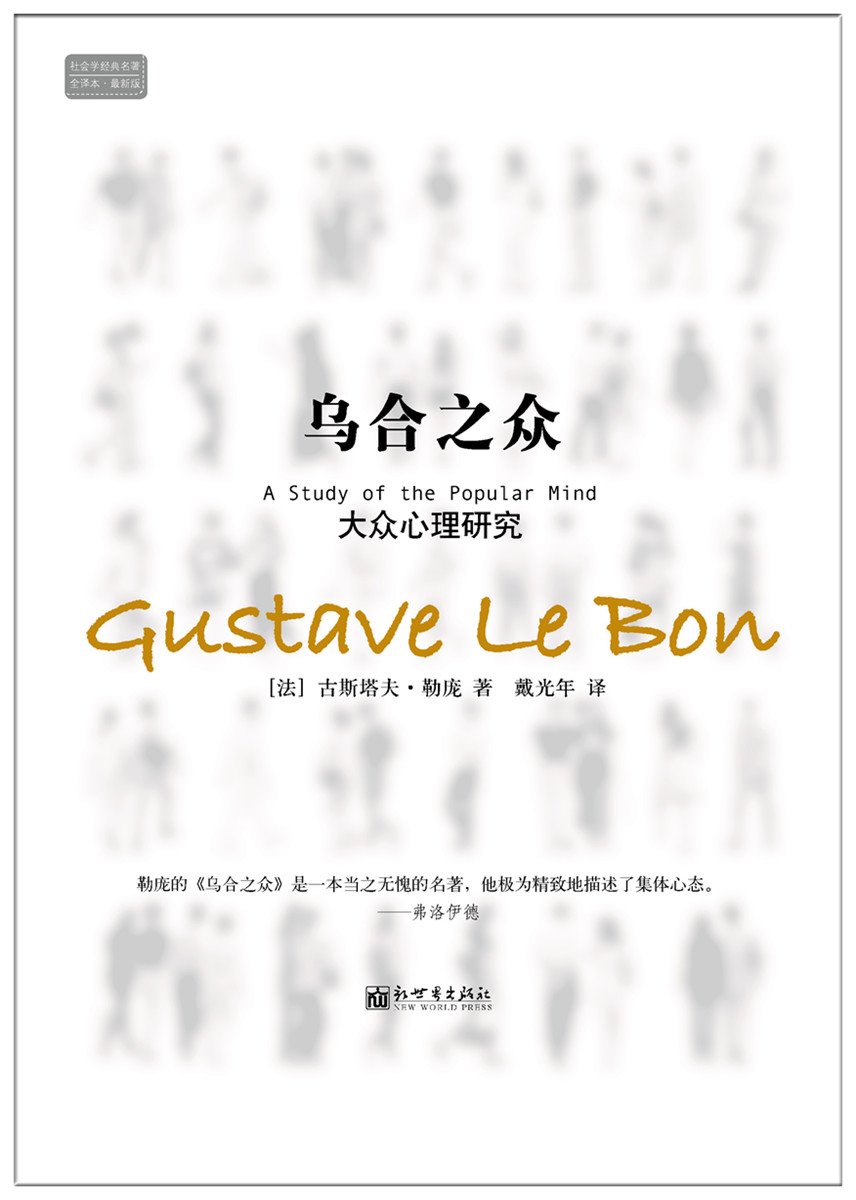 社会学经典名著
全译本·最新版
乌合之众
A Study of the Popular Mind
大众心理研究
Gustave Le Bon
[法] 古斯塔夫·勒庞 著 戴光年 译
勒庞的《乌合之众》是一本当之无愧的名著，他极为精致地描述了集体心态。
——弗洛伊德
新世界出版社
NEW WORLD PRESS